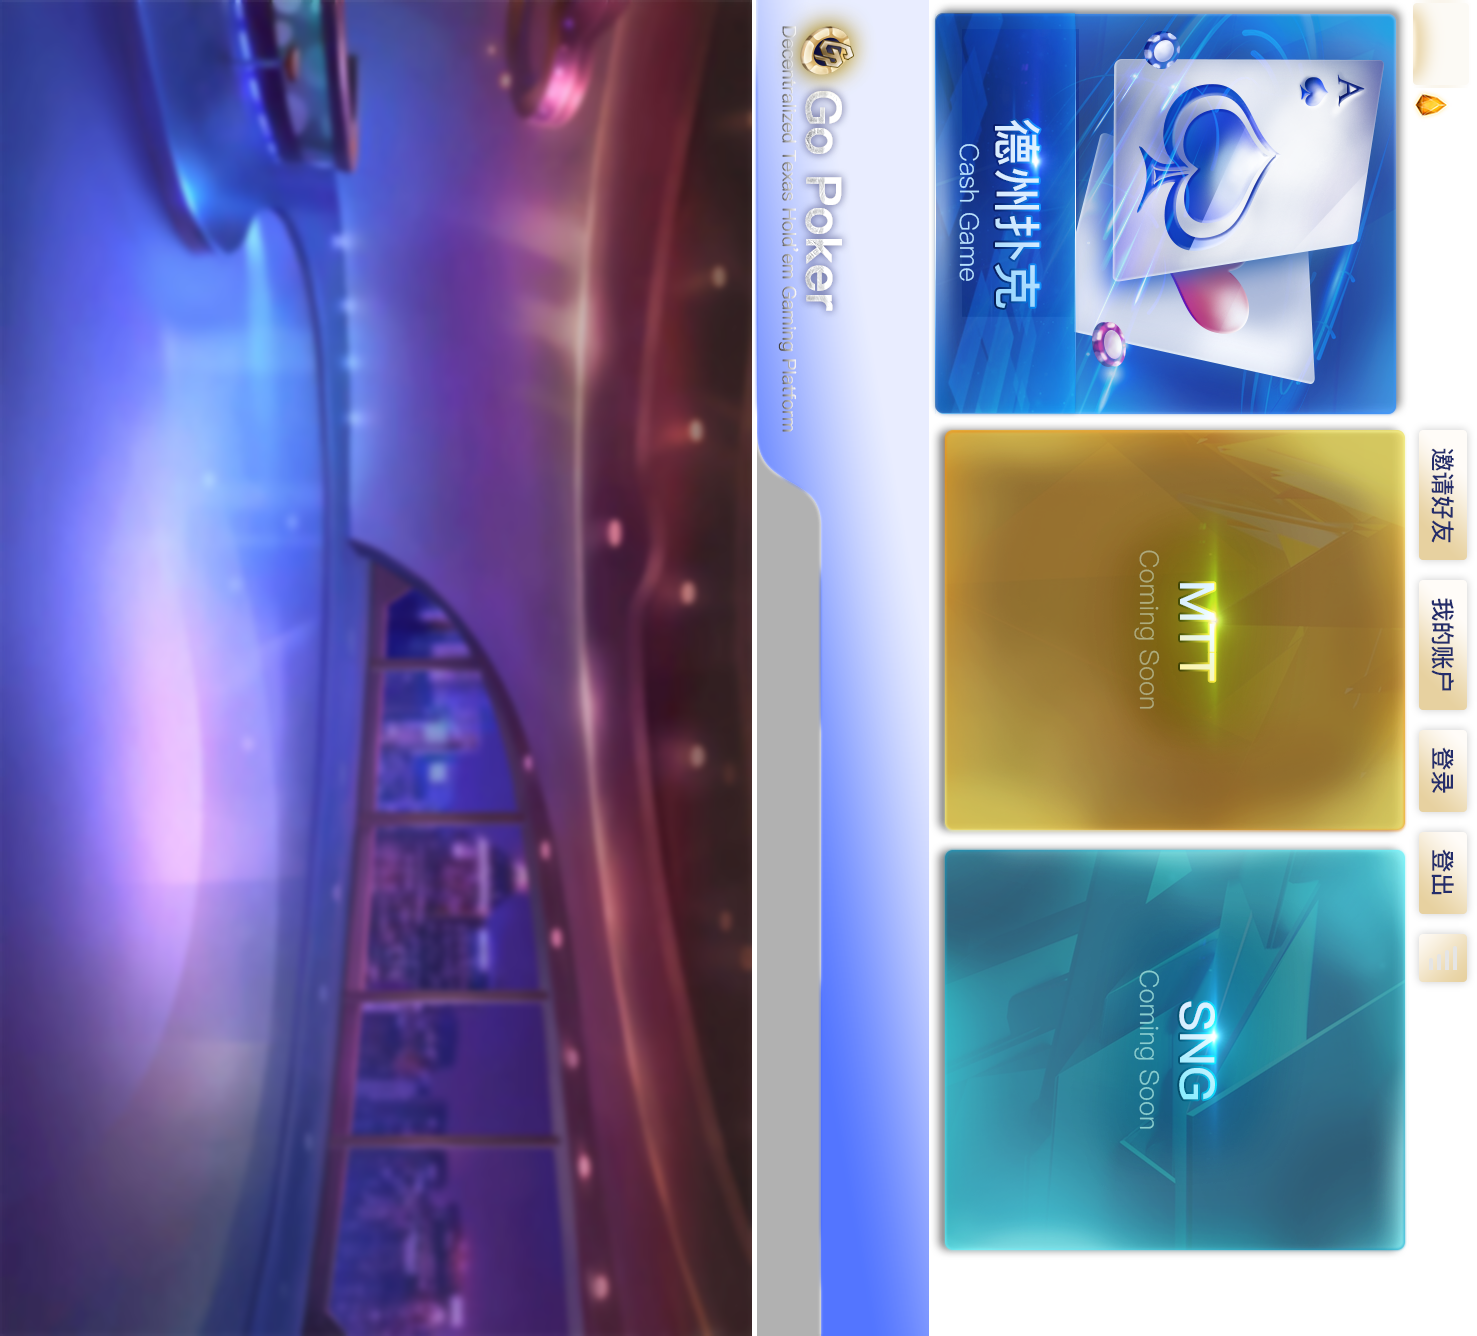 邀请好友
我的账户
登录
登出
A
德州扑克
Cash Game
MTT
Coming Soon
SNG
Coming Soon
Go Poker
Decentralized Texas Hold'em Gaming Platform